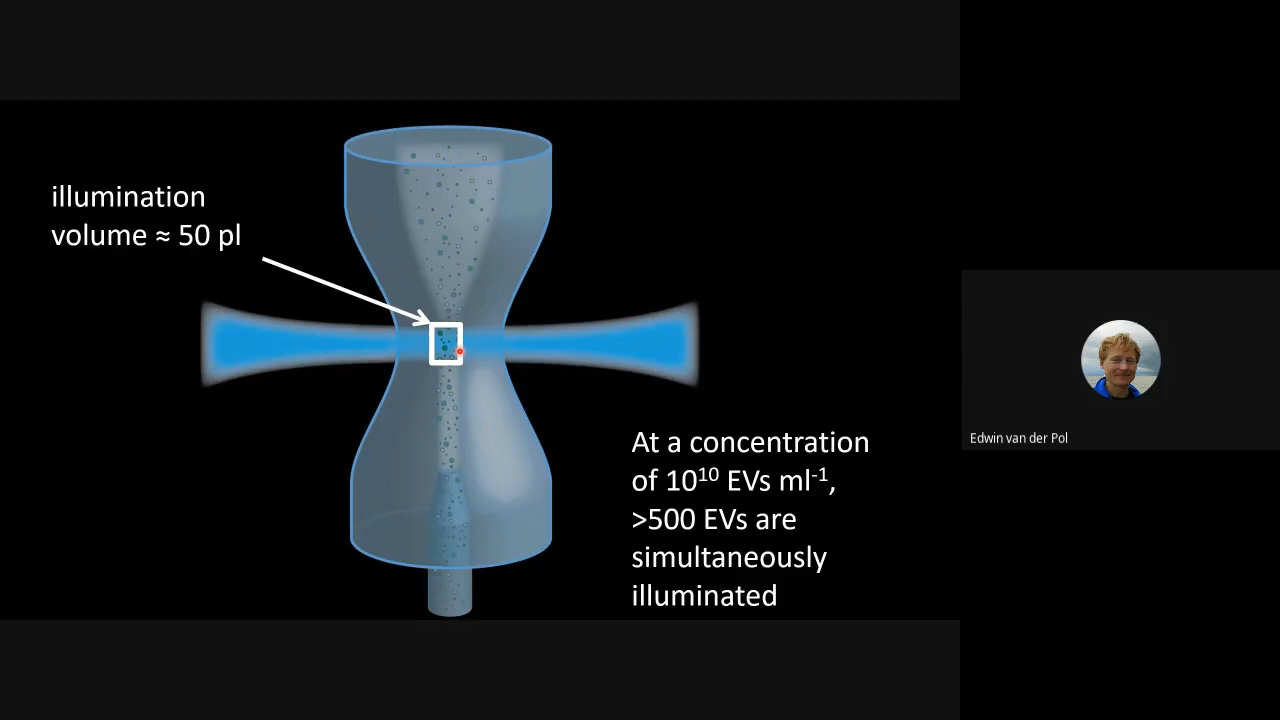 illumination
volume ≈ 50 pl
At a concentration
of 10¹⁰ EVs ml⁻¹,
>500 EVs are
simultaneously
illuminated
Edwin van der Pol